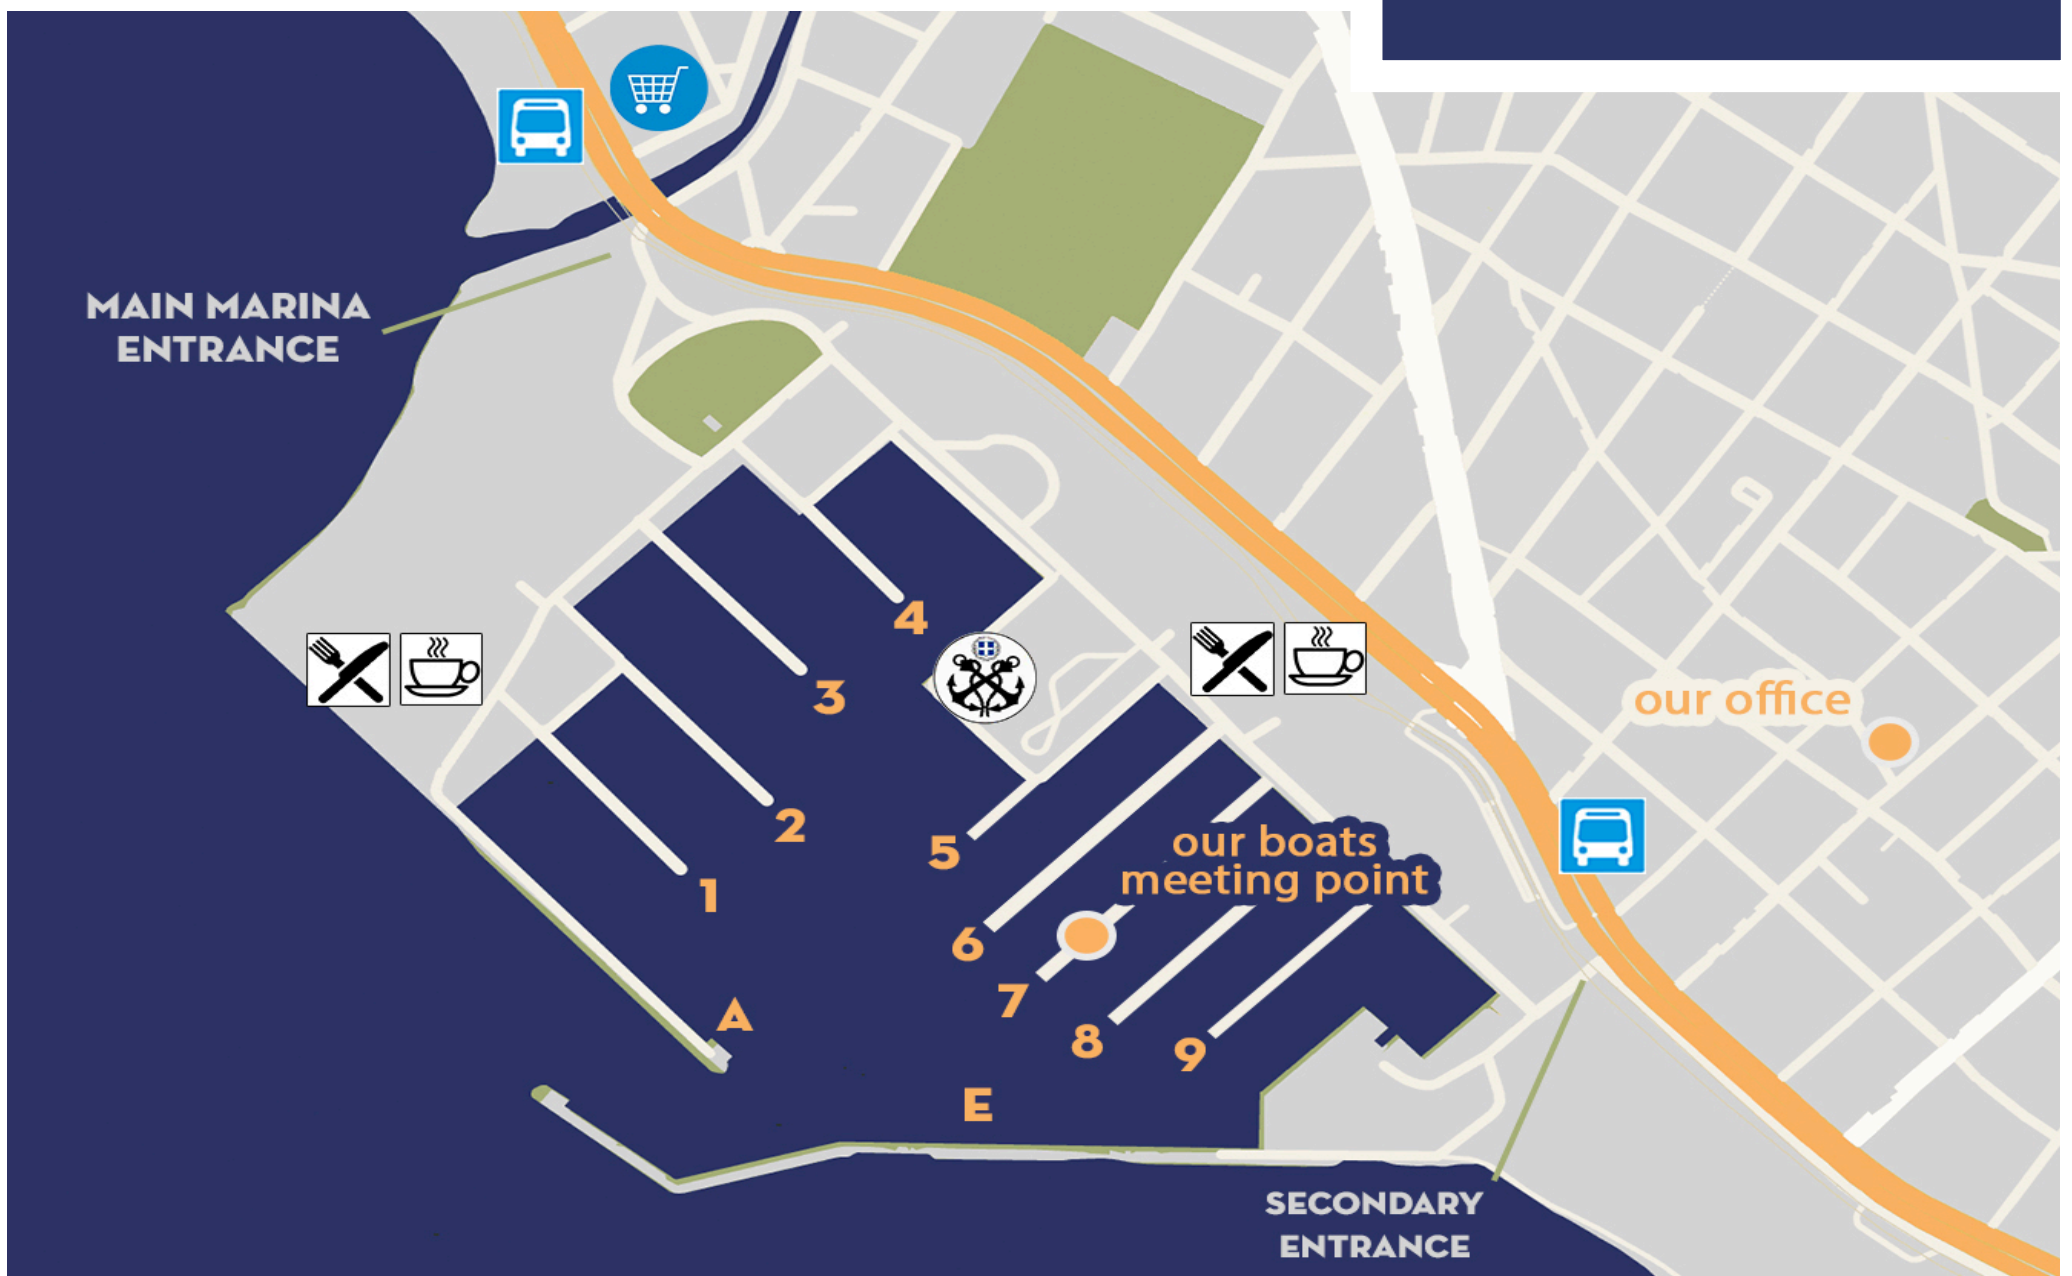 MAIN MARINA
ENTRANCE
4
3
our office
2
5
our boats
meeting point
1
6
7
A
8
9
E
SECONDARY
ENTRANCE